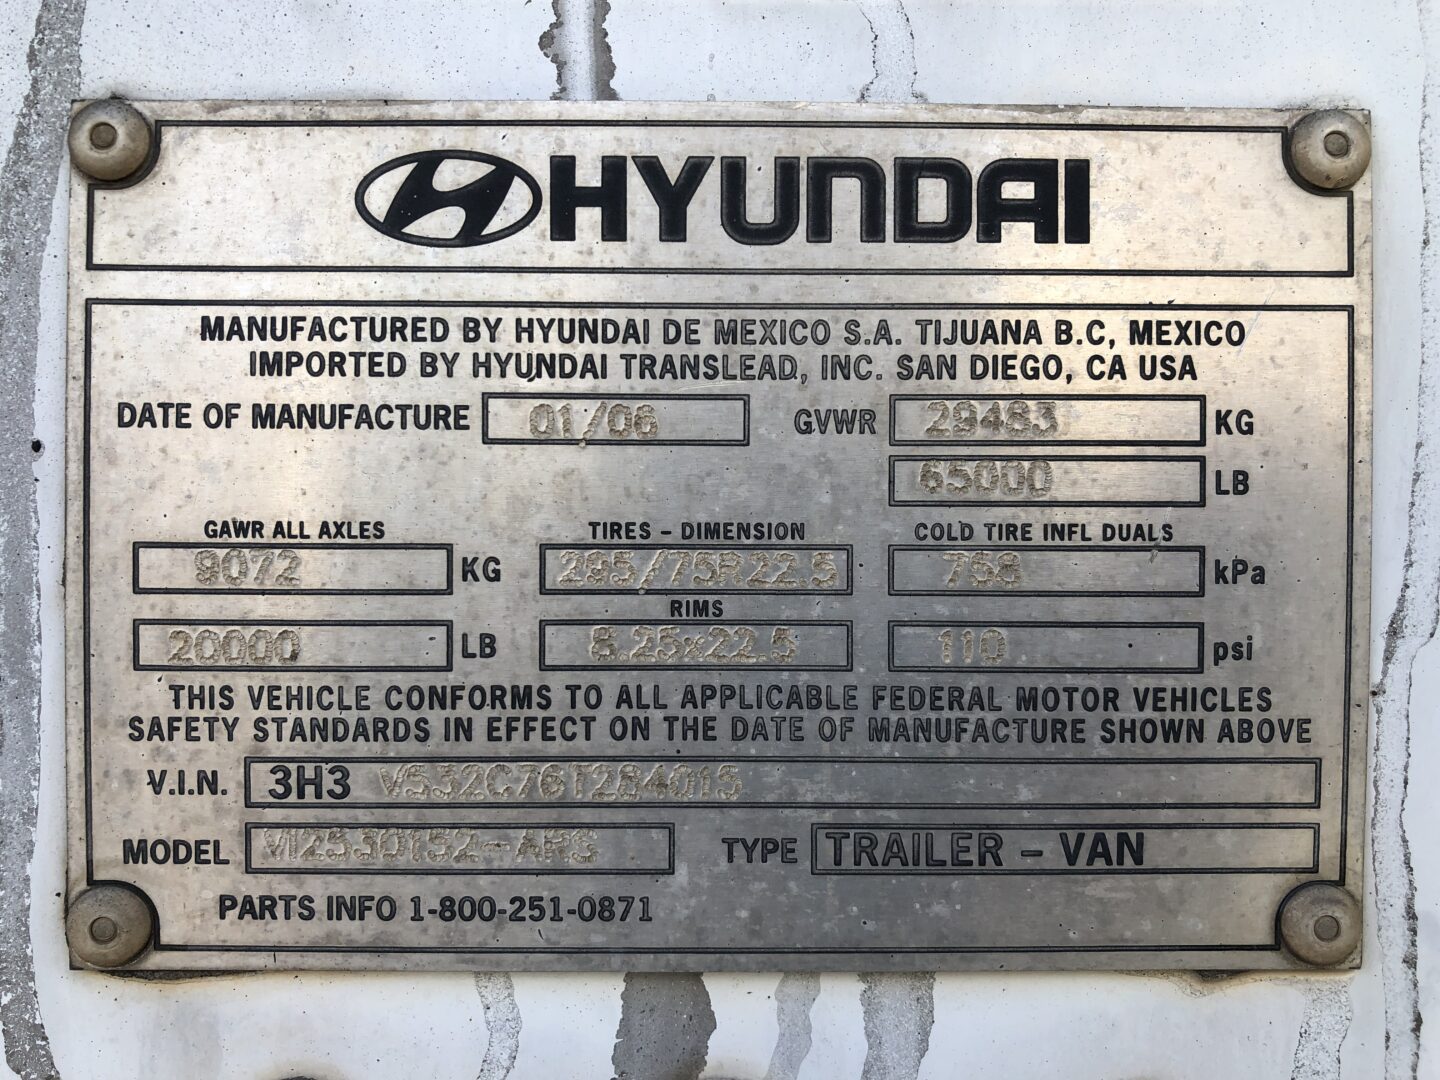 HYUNDAI
MANUFACTURED BY HYUNDAI DE MEXICO S.A. TIJUANA B.C, MEXICO
IMPORTED BY HYUNDAI TRANSLEAD, INC. SAN DIEGO, CA USA
DATE OF MANUFACTURE 01/06 GVWR 29483 KG
65000 LB
GAWR ALL AXLES TIRES - DIMENSION COLD TIRE INFL DUALS
9072 KG 295/75R22.5 758 kPa
RIMS
20000 LB 8.25x22.5 110 psi
THIS VEHICLE CONFORMS TO ALL APPLICABLE FEDERAL MOTOR VEHICLES
SAFETY STANDARDS IN EFFECT ON THE DATE OF MANUFACTURE SHOWN ABOVE
V.I.N. 3H3 V532C76T284015
MODEL VI2530152-ARS TYPE TRAILER - VAN
PARTS INFO 1-800-251-0871